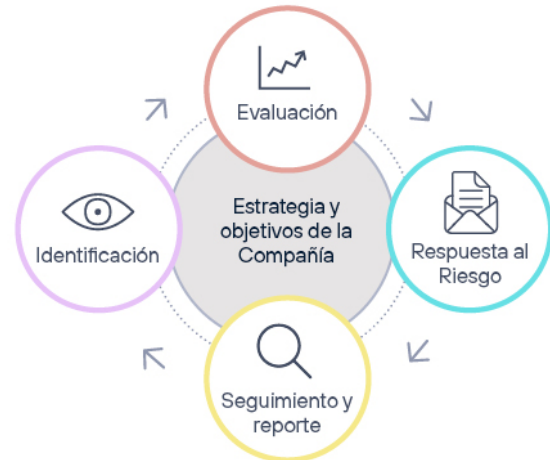 Evaluación
Estrategia y
objetivos de la
Compañía
Identificación
Respuesta al
Riesgo
Seguimiento y
reporte